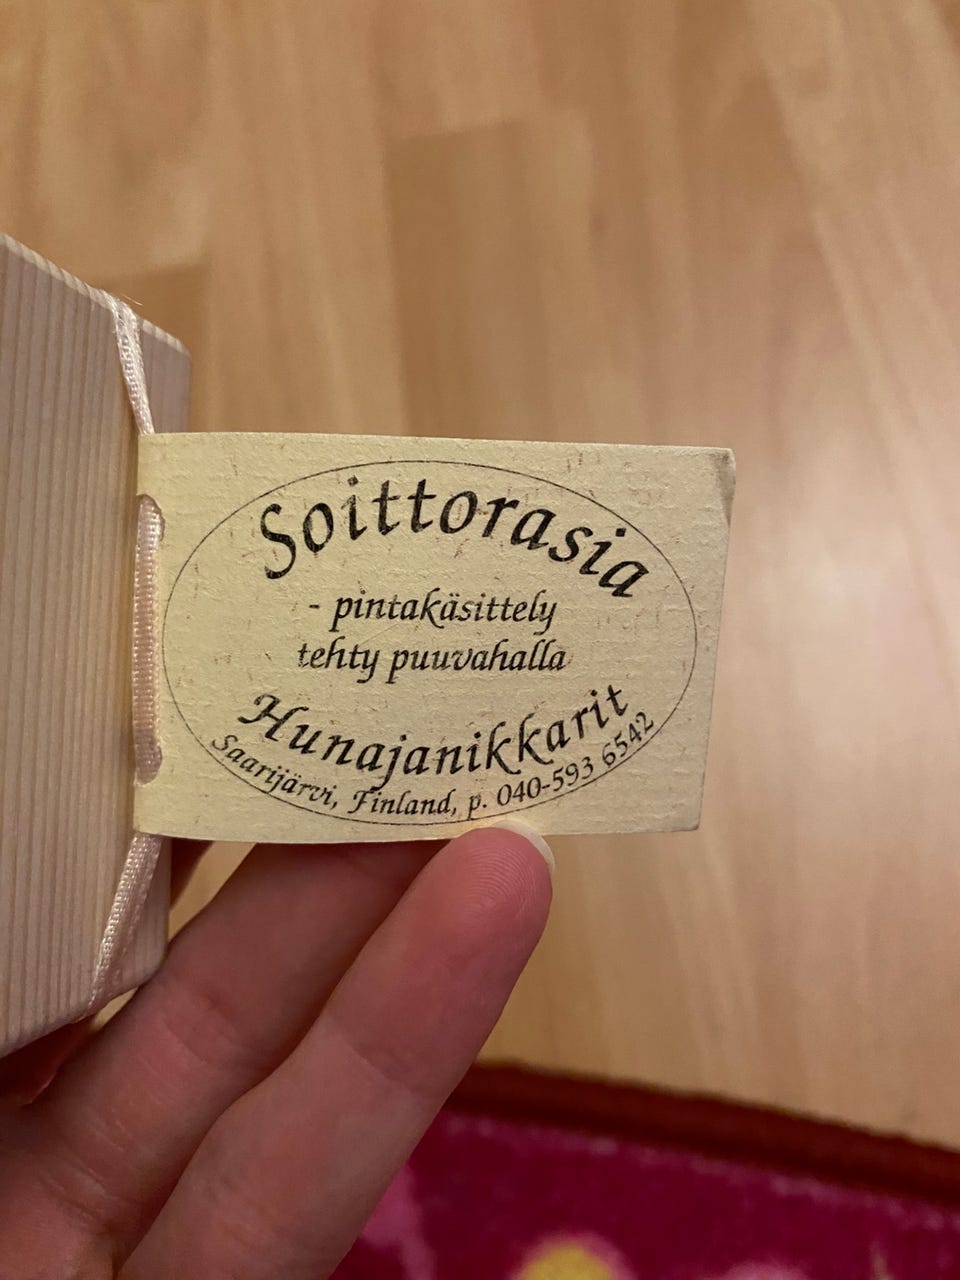 Soittorasia
- pintakäsittely
tehty puuvahalla
Hunajanikkarit
Saarijärvi, Finland, p. 040-593 6542